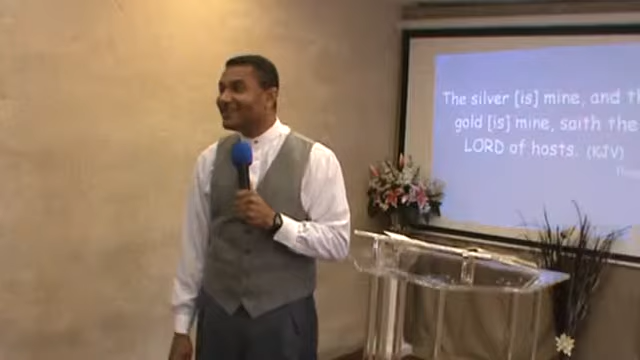 The silver [is] mine, and
gold [is] mine, saith the
LORD of hosts. (KJV)